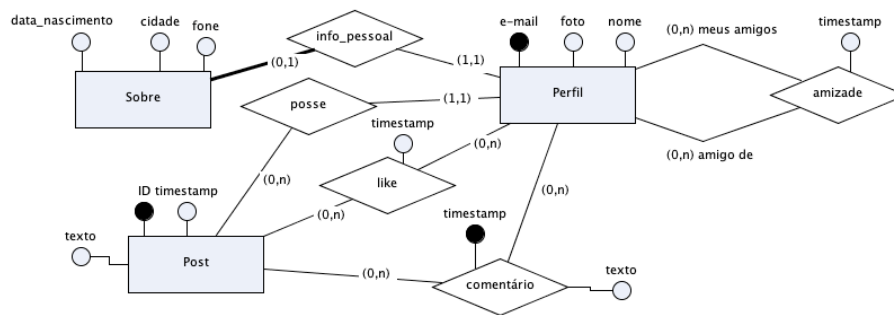 data_nascimento
cidade
fone
info_pessoal
e-mail
foto
nome
(0,n) meus amigos
timestamp
(0,1)
(1,1)
Sobre
posse
(1,1)
Perfil
amizade
timestamp
(0,n)
(0,n) amigo de
(0,n)
like
(0,n)
ID timestamp
(0,n)
timestamp
texto
Post
(0,n)
comentário
texto